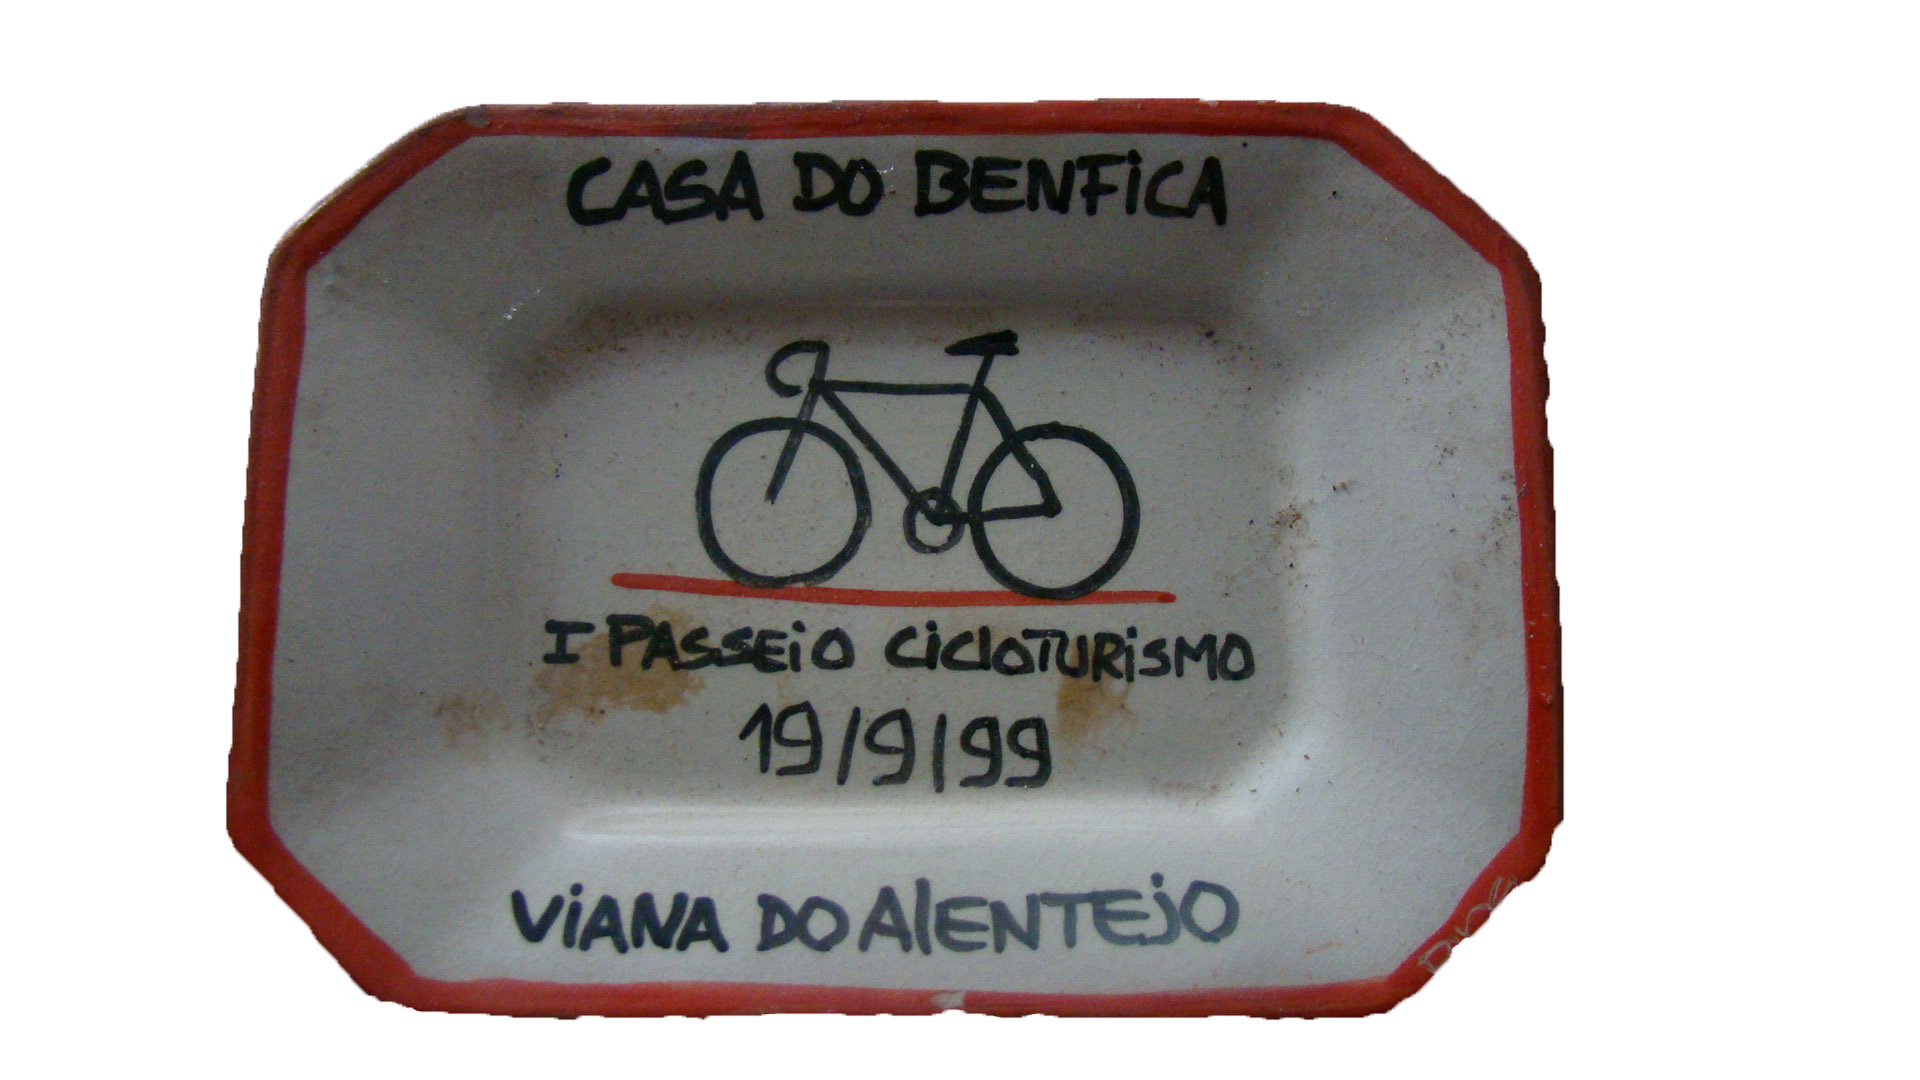 CASA DO BENFiCA
I PASSEiO CiCLOTURiSMO
19/9/99
ViANA DO AlENTEjO